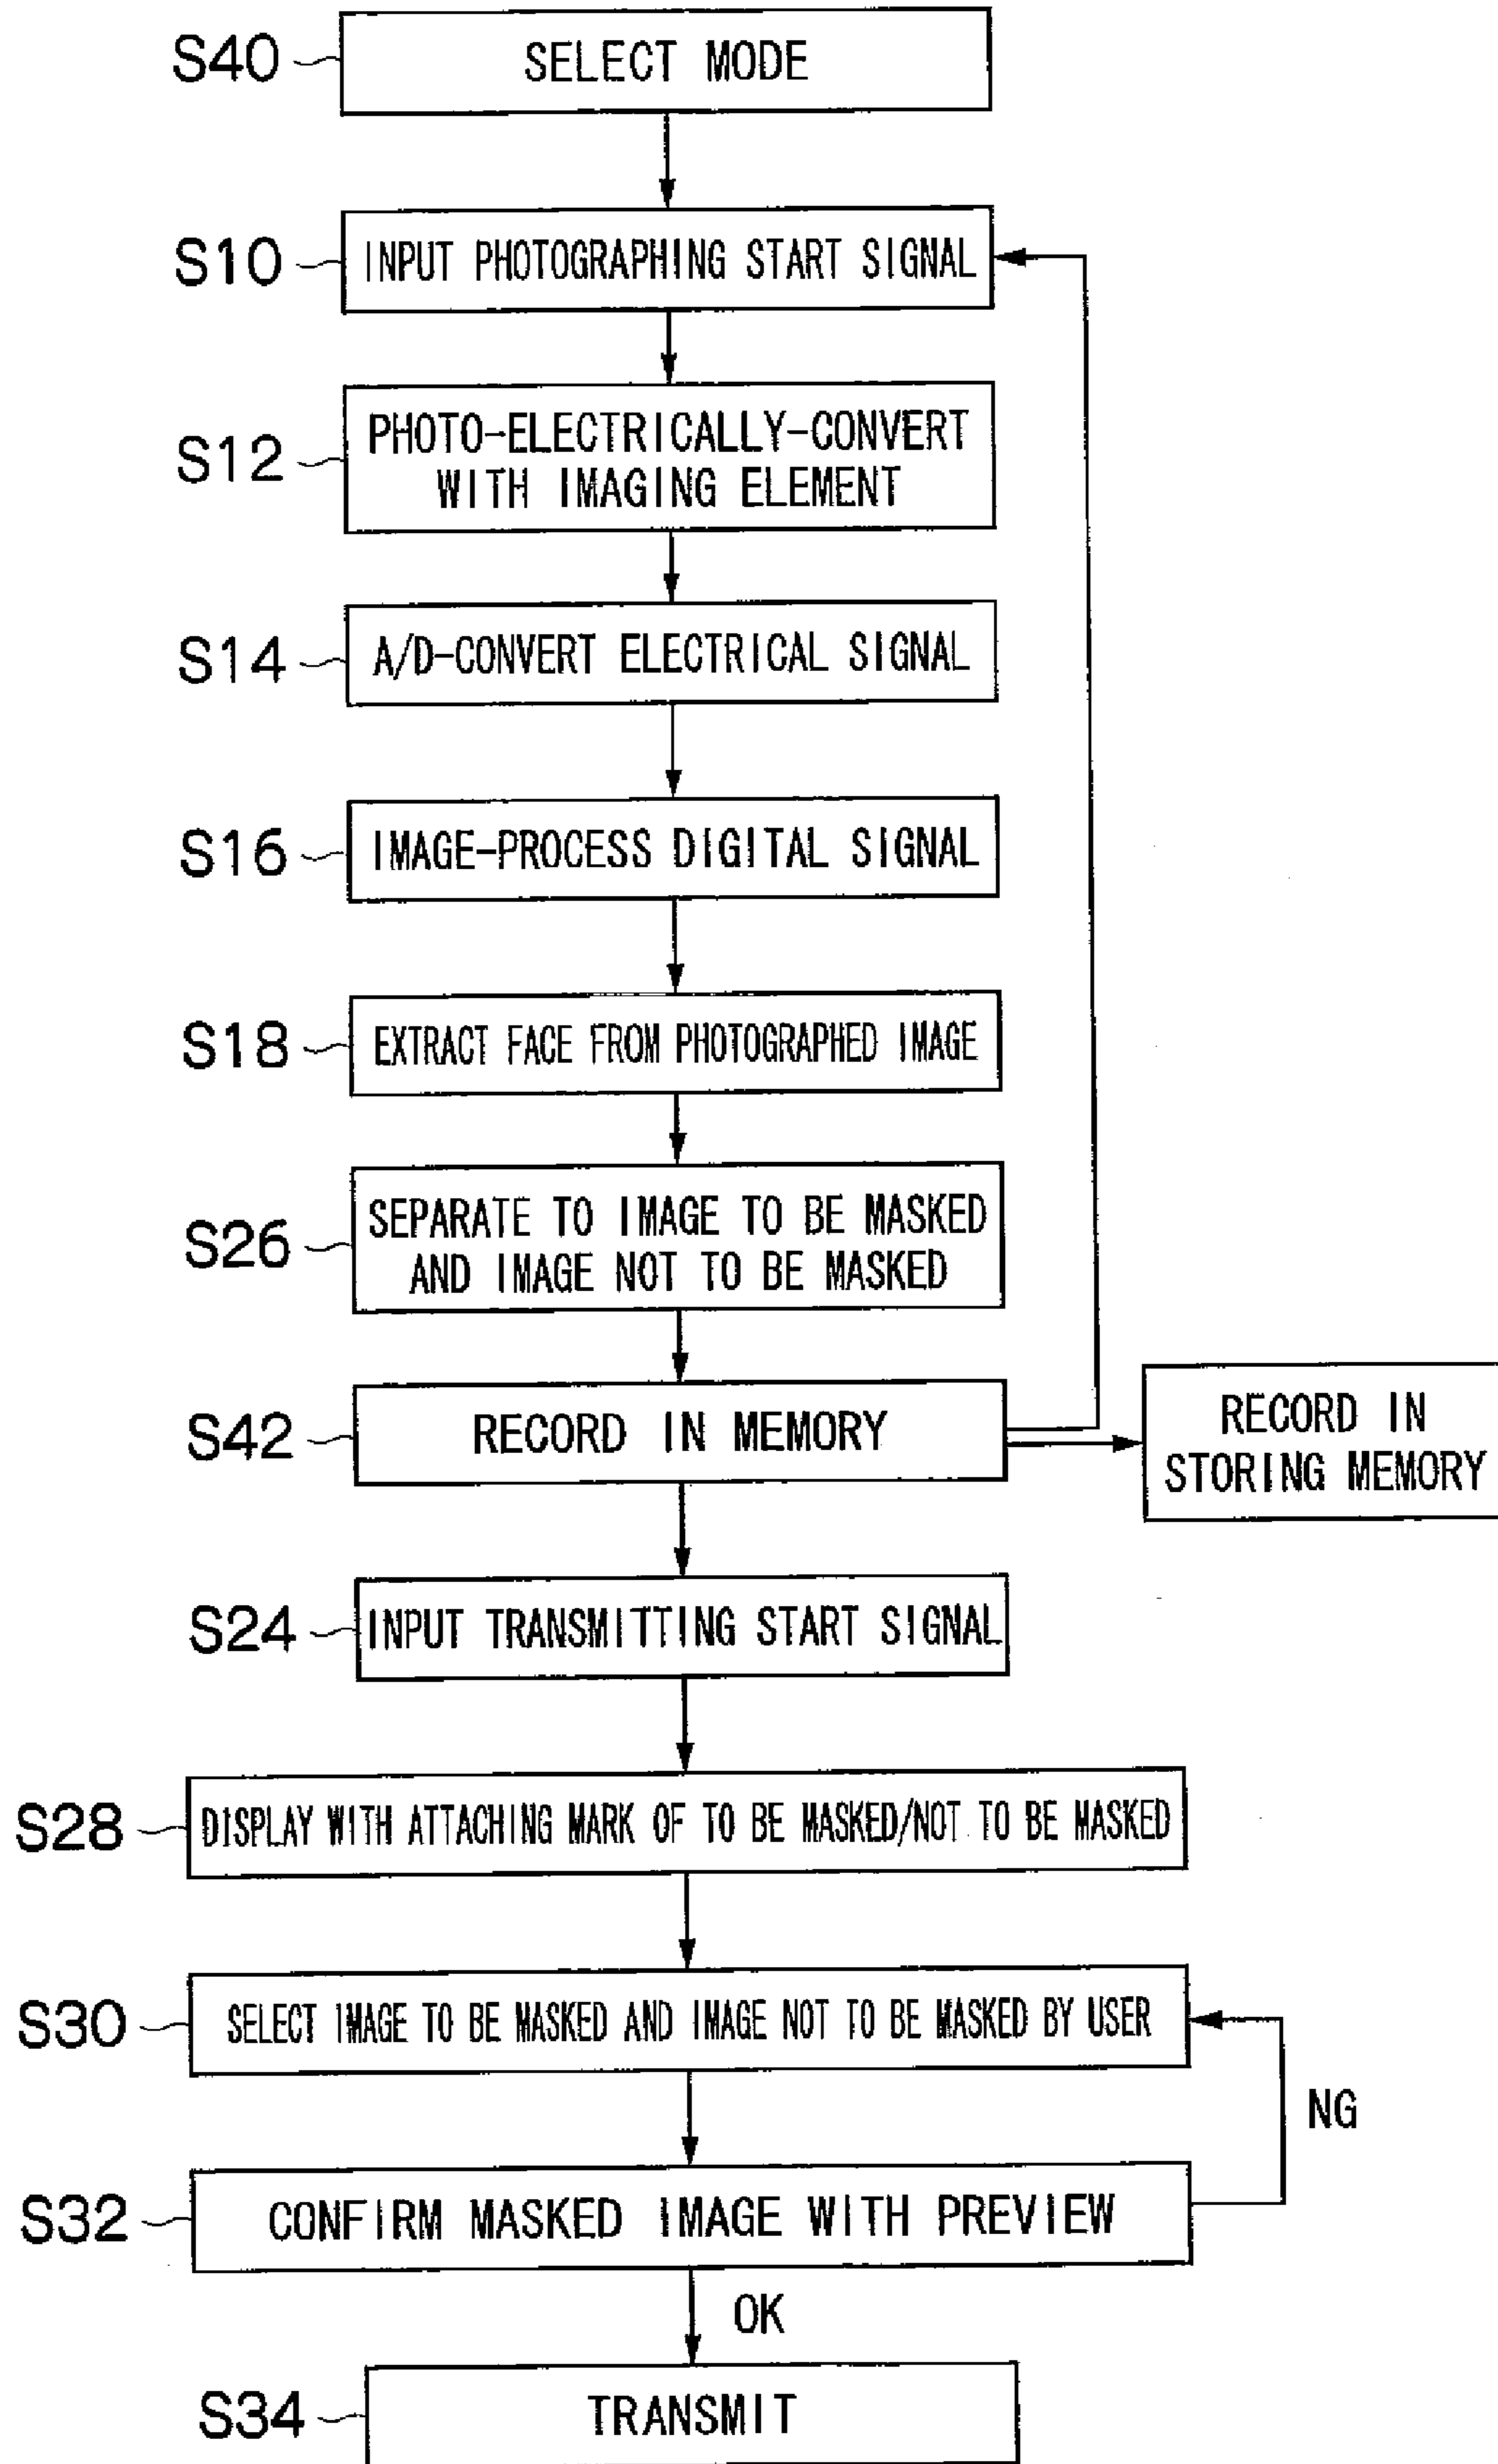 S40
SELECT MODE
S10
INPUT PHOTOGRAPHING START SIGNAL
S12
PHOTO-ELECTRICALLY-CONVERT
WITH IMAGING ELEMENT
S14
A/D-CONVERT ELECTRICAL SIGNAL
S16
IMAGE-PROCESS DIGITAL SIGNAL
S18
EXTRACT FACE FROM PHOTOGRAPHED IMAGE
S26
SEPARATE TO IMAGE TO BE MASKED
AND IMAGE NOT TO BE MASKED
S42
RECORD IN MEMORY
RECORD IN
STORING MEMORY
S24
INPUT TRANSMITTING START SIGNAL
S28
DISPLAY WITH ATTACHING MARK OF TO BE MASKED/NOT TO BE MASKED
S30
SELECT IMAGE TO BE MASKED AND IMAGE NOT TO BE MASKED BY USER
NG
S32
CONFIRM MASKED IMAGE WITH PREVIEW
OK
S34
TRANSMIT